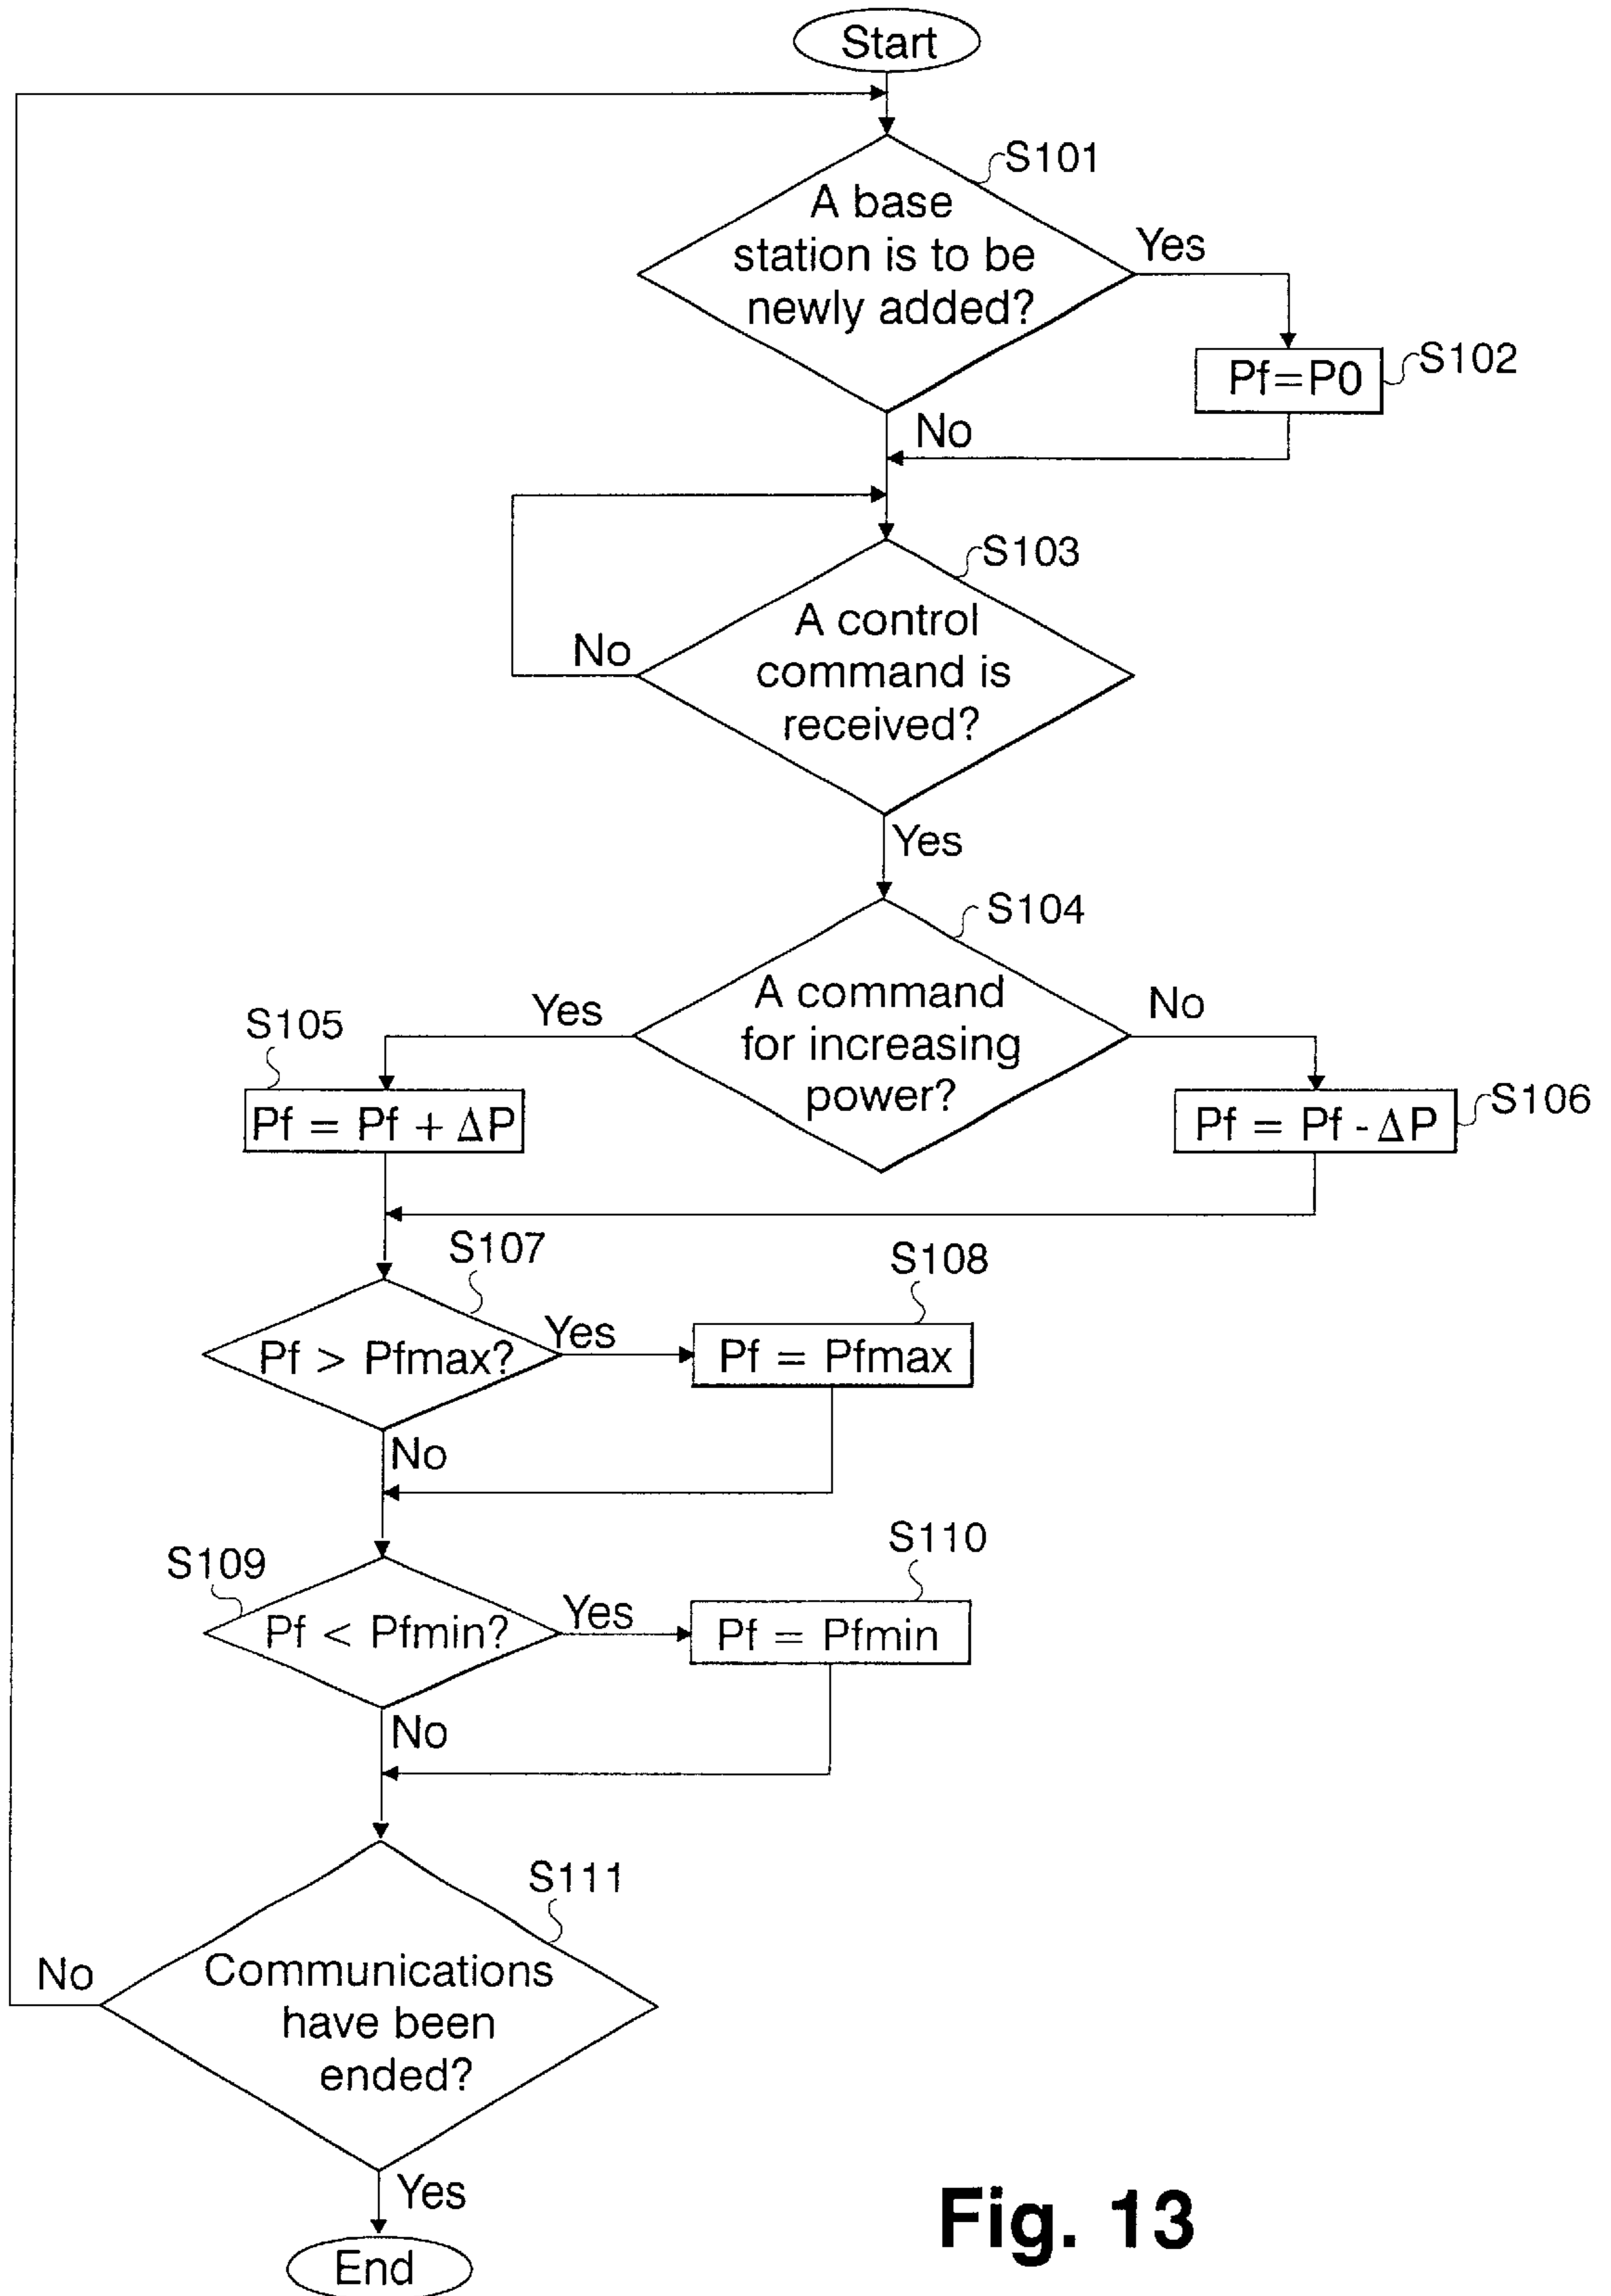 Start
S101
A base
station is to be
newly added?
Yes
S102
Pf=P0
No
S103
A control
command is
received?
No
Yes
S104
A command
for increasing
power?
Yes
No
S105
Pf = Pf + ΔP
S106
Pf = Pf - ΔP
S107
Pf > Pfmax?
Yes
S108
Pf = Pfmax
No
S109
Pf < Pfmin?
Yes
S110
Pf = Pfmin
No
S111
Communications
have been
ended?
No
Yes
End
Fig. 13